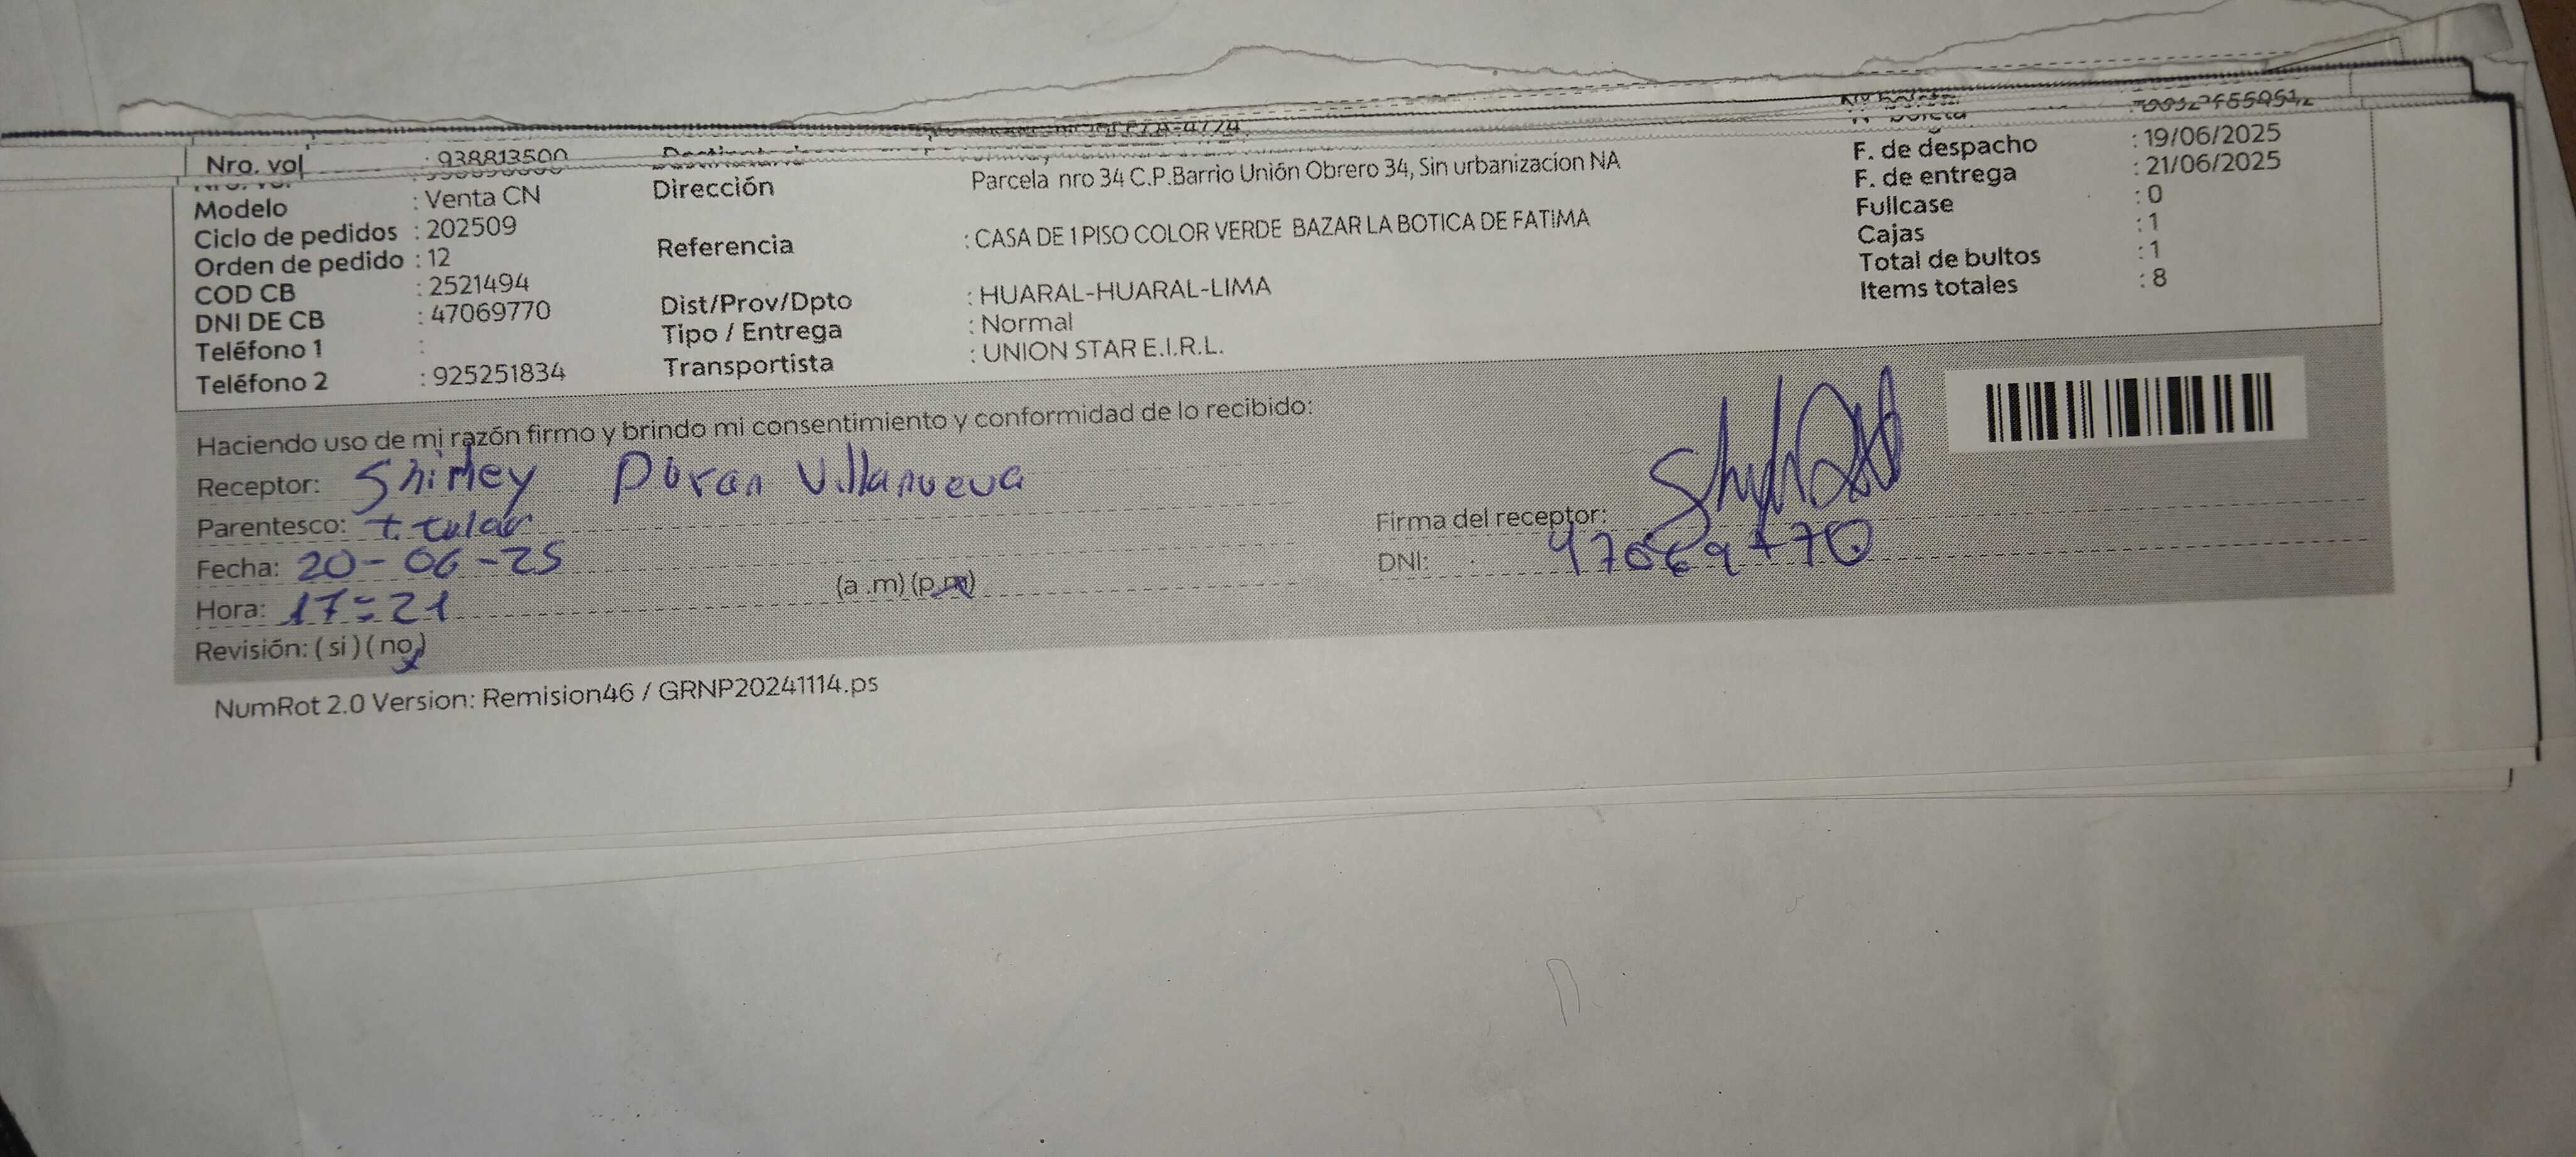 Nro. vol : 938813500
Modelo : Venta CN
Ciclo de pedidos : 202509
Orden de pedido : 12
COD CB : 2521494
DNI DE CB : 47069770
Teléfono 1 :
Teléfono 2 : 925251834
Dirección Parcela nro 34 C.P.Barrio Unión Obrero 34, Sin urbanizacion NA
Referencia : CASA DE 1 PISO COLOR VERDE BAZAR LA BOTICA DE FATIMA
Dist/Prov/Dpto : HUARAL-HUARAL-LIMA
Tipo / Entrega : Normal
Transportista : UNION STAR E.I.R.L.
F. de despacho : 19/06/2025
F. de entrega : 21/06/2025
Fullcase : 0
Cajas : 1
Total de bultos : 1
Items totales : 8
Haciendo uso de mi razón firmo y brindo mi consentimiento y conformidad de lo recibido:
Receptor: Shirley Duran Villanueva
Parentesco: titular
Fecha: 20-06-25
Hora: 17:21 (a .m) (p.m)
Revisión: ( si ) ( no )
Firma del receptor:
DNI: 47069770
NumRot 2.0 Version: Remision46 / GRNP20241114.ps